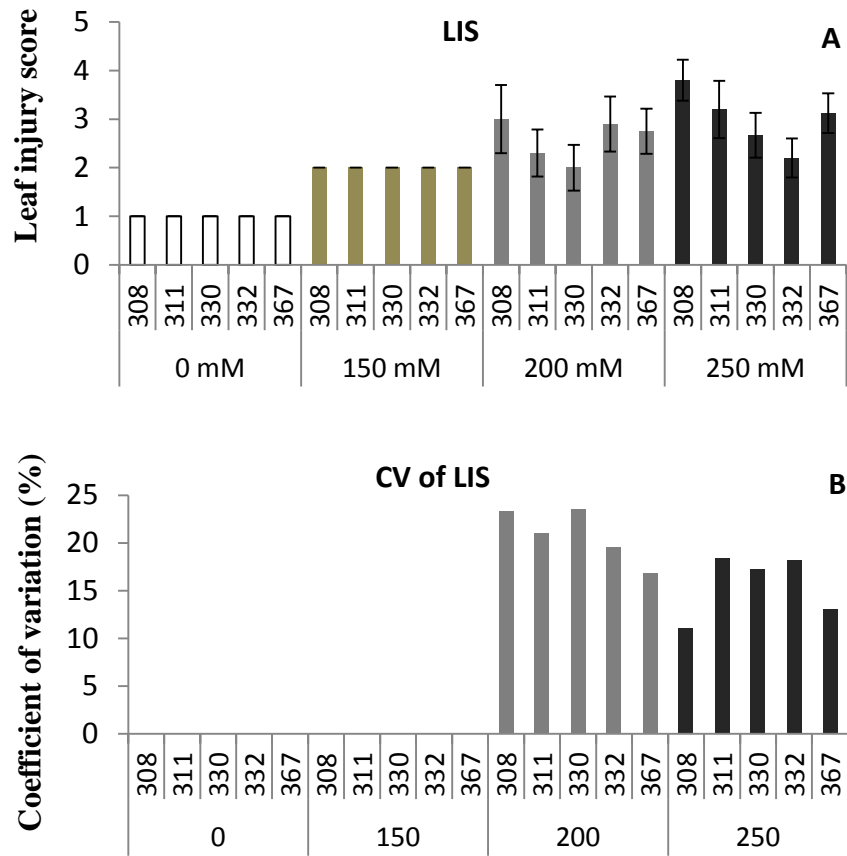 LIS
A
Leaf injury score
5
4
3
2
1
0
308 311 330 332 367 308 311 330 332 367 308 311 330 332 367 308 311 330 332 367
0 mM 150 mM 200 mM 250 mM
CV of LIS
B
Coefficient of variation (%)
25
20
15
10
5
0
308 311 330 332 367 308 311 330 332 367 308 311 330 332 367 308 311 330 332 367
0 150 200 250